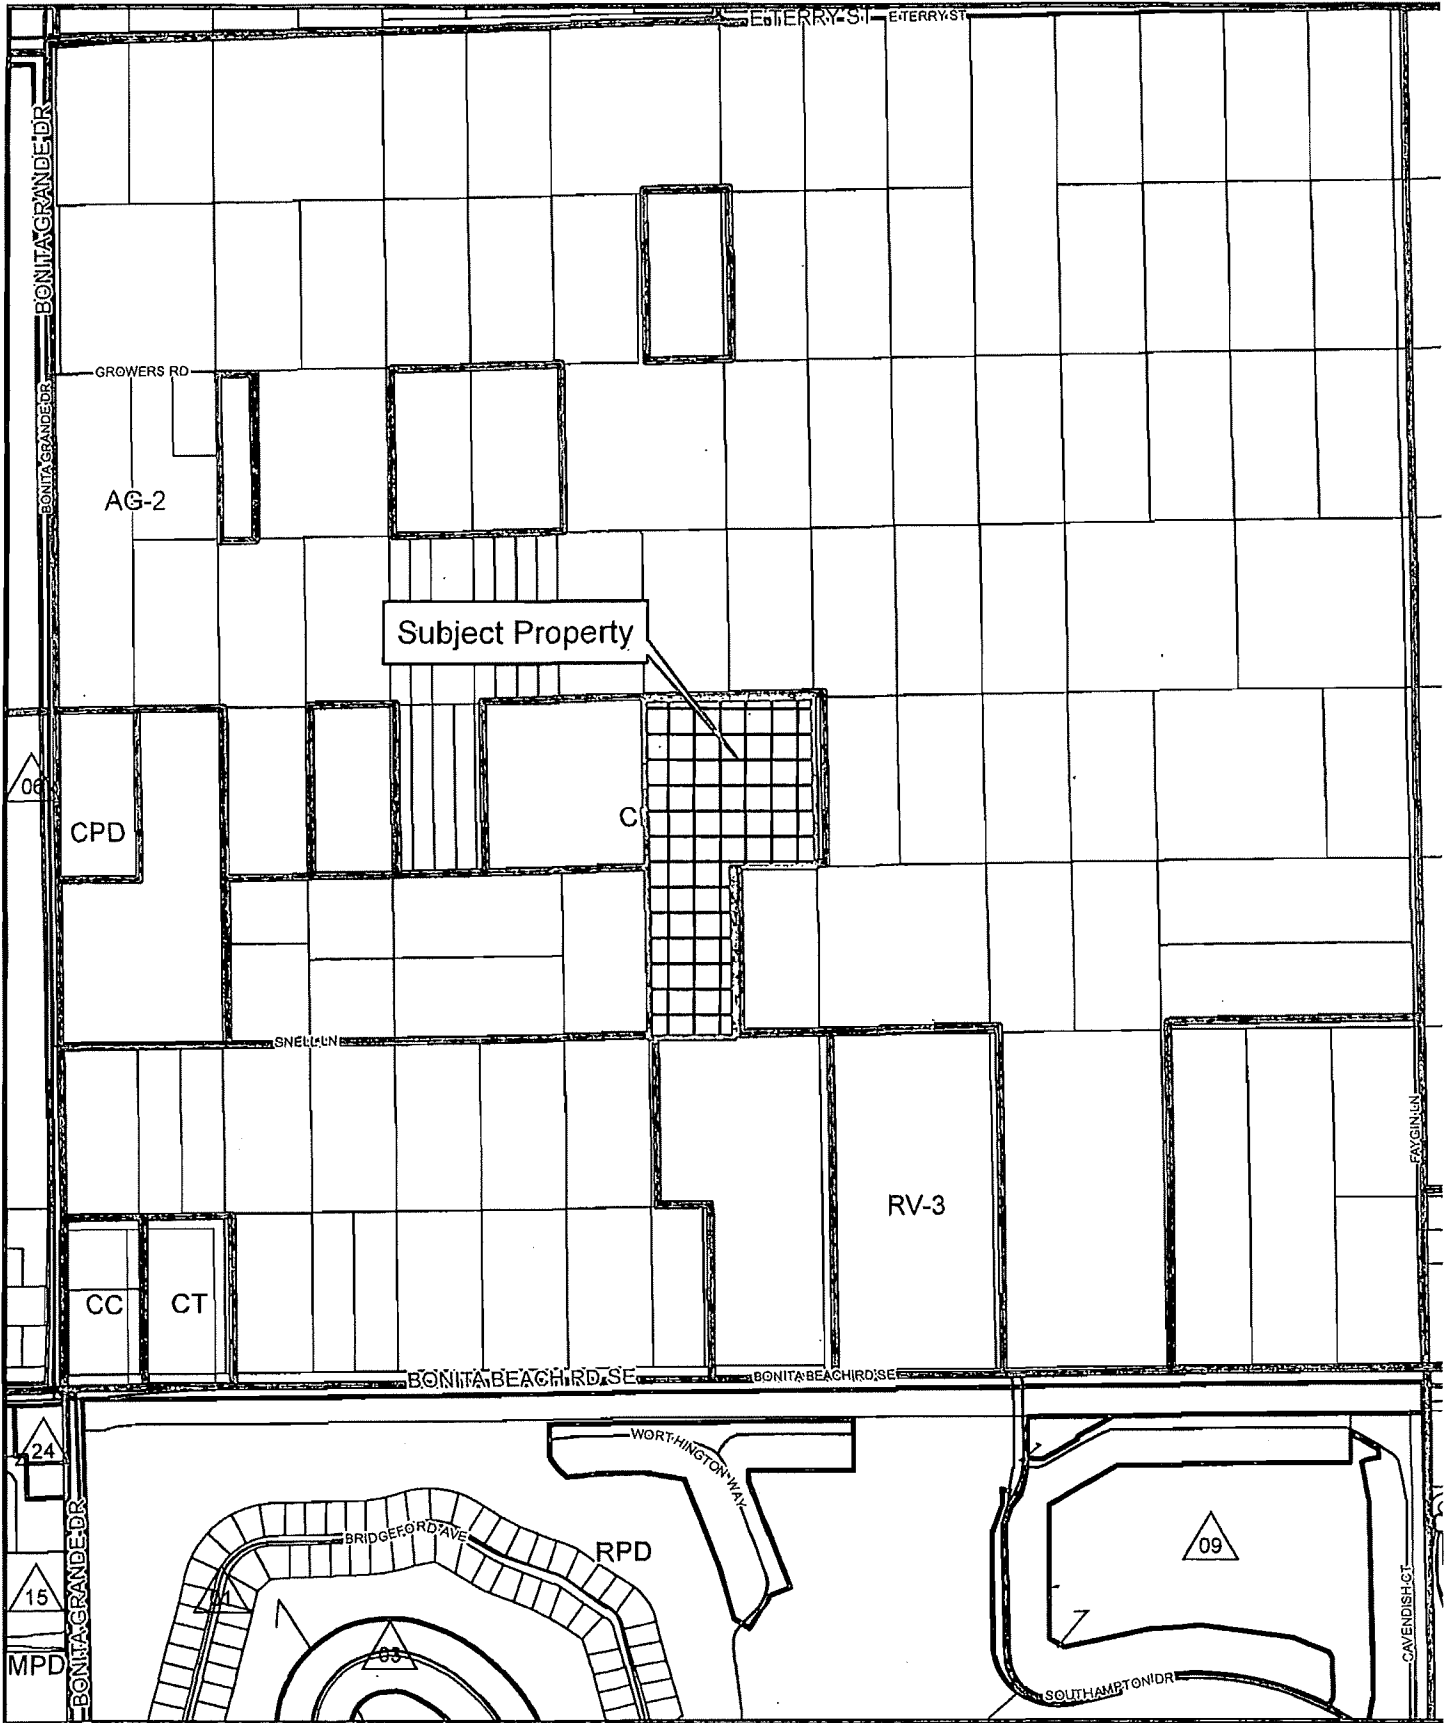 E TERRY ST
E TERRY ST
BONITA GRANDE DR
GROWERS RD
BONITA GRANDE DR
AG-2
Subject Property
06
CPD
C
SNELL LN
FAYGIN LN
RV-3
CC
CT
BONITA BEACH RD SE
BONITA BEACH RD SE
24
WORTHINGTON WAY
BRIDGEFORD AVE
RPD
09
15
01
BONITA GRANDE DR
03
CAVENDISH CT
MPD
SOUTHAMPTON DR